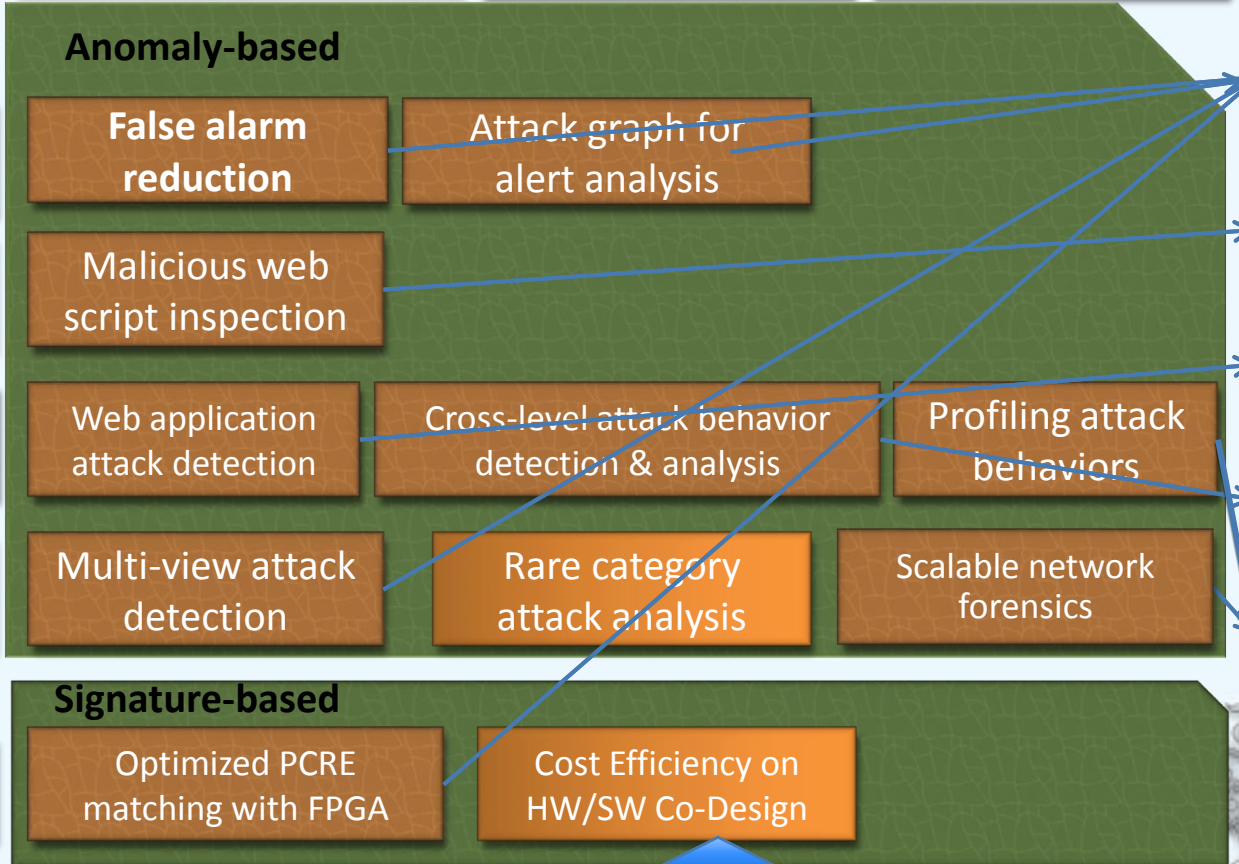 Anomaly-based
False alarm
reduction
Attack graph for
alert analysis
Malicious web
script inspection
Web application
attack detection
Cross-level attack behavior
detection & analysis
Profiling attack
behaviors
Multi-view attack
detection
Rare category
attack analysis
Scalable network
forensics
Signature-based
Optimized PCRE
matching with FPGA
Cost Efficiency on
HW/SW Co-Design